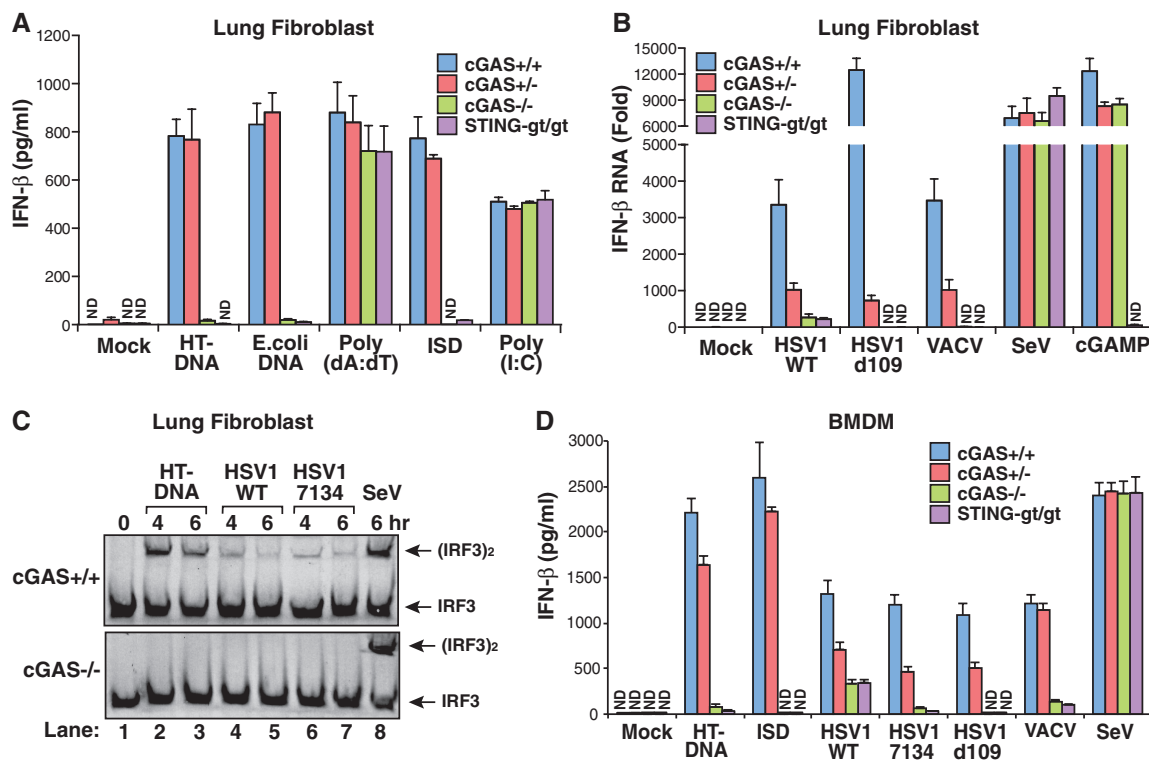 A
Lung Fibroblast
IFN-β (pg/ml)
1200
1000
800
600
400
200
0
cGAS+/+
cGAS+/-
cGAS-/-
STING-gt/gt
ND
ND
ND
ND
Mock
HT-
DNA
E.coli
DNA
Poly
(dA:dT)
ISD
Poly
(I:C)
B
Lung Fibroblast
IFN-β RNA (Fold)
15000
12000
9000
6000
5000
4000
3000
2000
1000
0
cGAS+/+
cGAS+/-
cGAS-/-
STING-gt/gt
ND
ND
ND
ND
ND
ND
ND
ND
ND
Mock
HSV1
WT
HSV1
d109
VACV
SeV
cGAMP
C
Lung Fibroblast
HT-
DNA
HSV1
WT
HSV1
7134
SeV
0 4 6 4 6 4 6 6 hr
cGAS+/+
(IRF3)2
IRF3
cGAS-/-
(IRF3)2
IRF3
Lane: 1 2 3 4 5 6 7 8
D
BMDM
IFN-β (pg/ml)
3000
2500
2000
1500
1000
500
0
cGAS+/+
cGAS+/-
cGAS-/-
STING-gt/gt
ND
ND
ND
ND
ND
ND
ND
ND
Mock
HT-
DNA
ISD
HSV1
WT
HSV1
7134
HSV1
d109
VACV
SeV